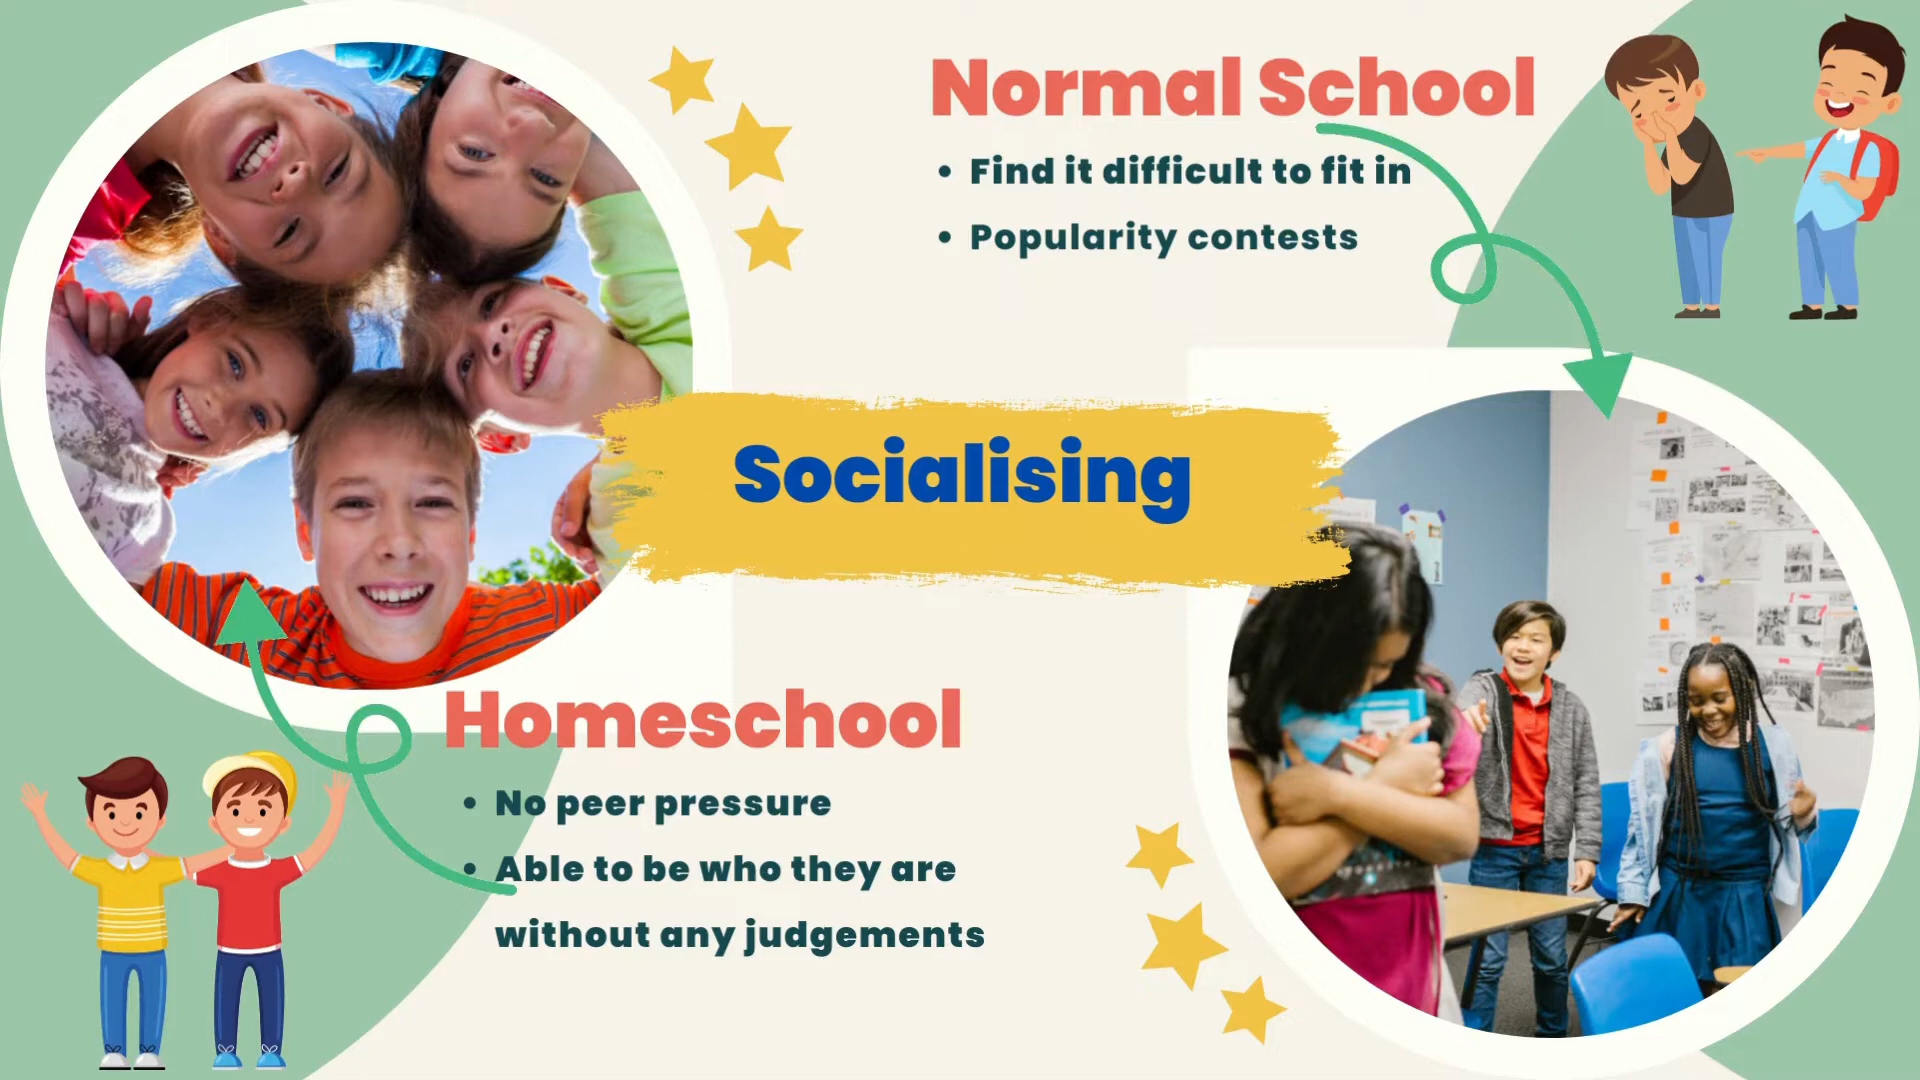 Normal School
• Find it difficult to fit in
• Popularity contests
Socialising
Homeschool
• No peer pressure
• Able to be who they are
without any judgements